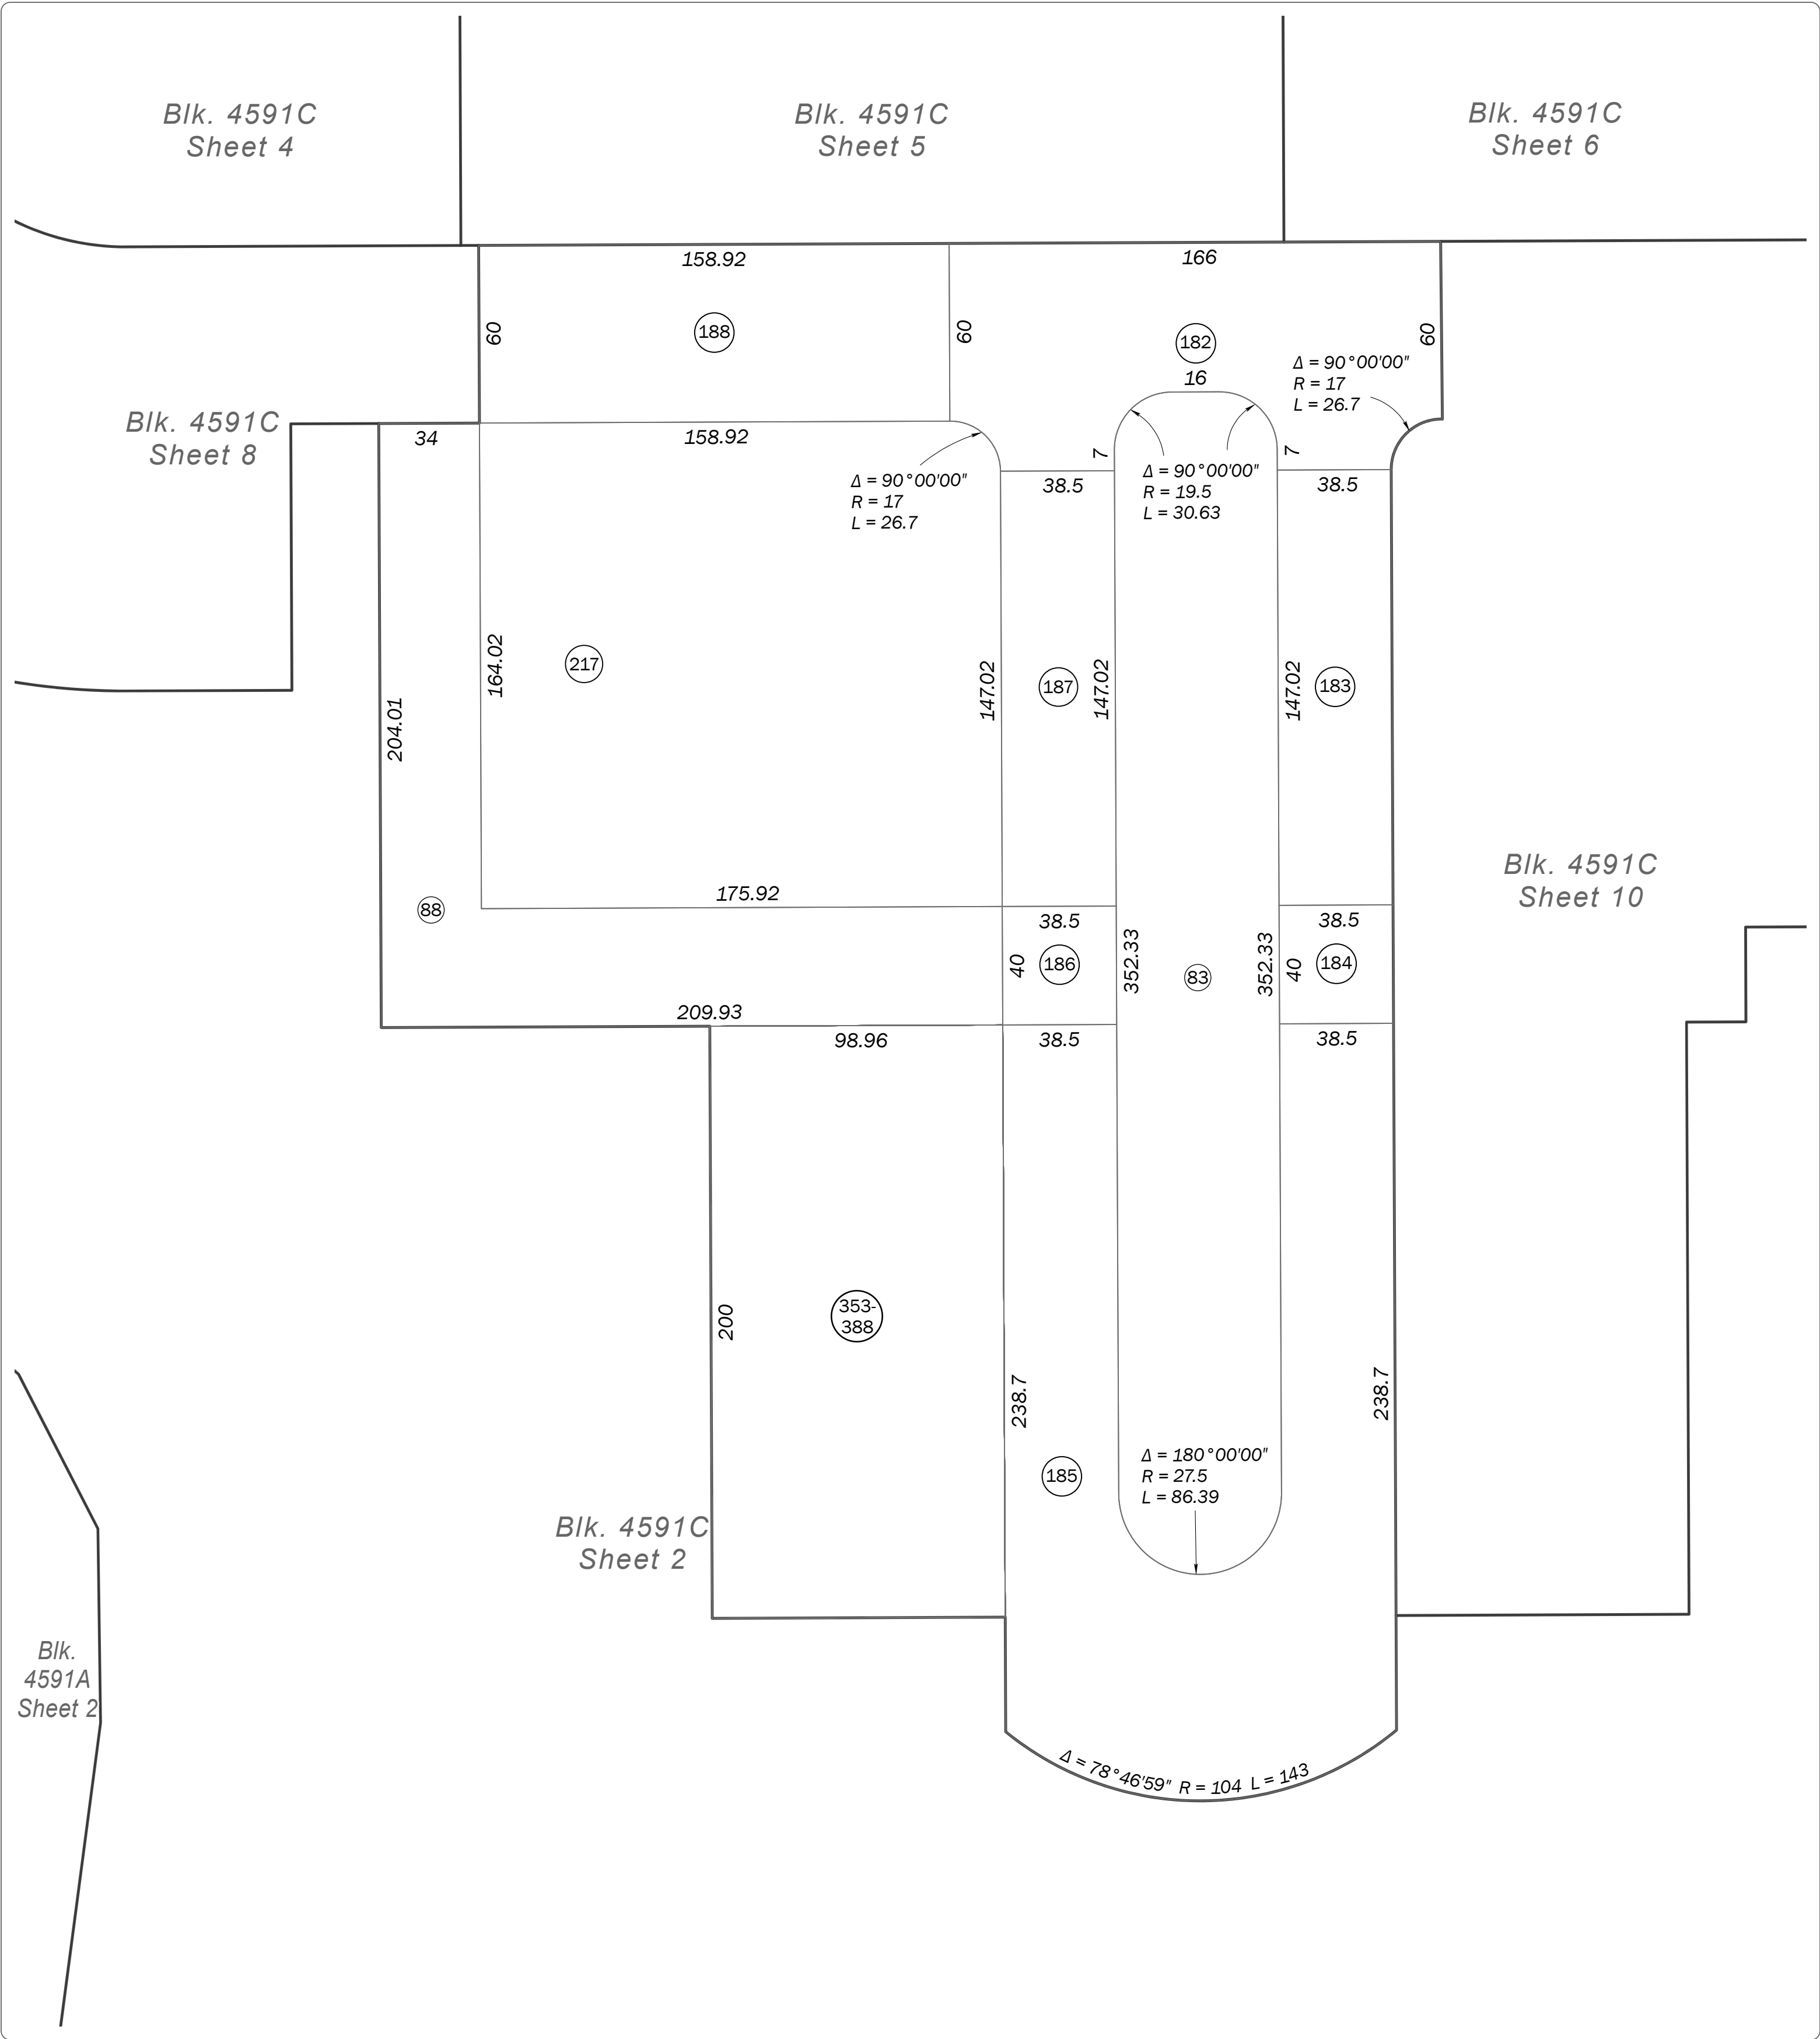 Blk. 4591C
Sheet 4
Blk. 4591C
Sheet 5
Blk. 4591C
Sheet 6
158.92
166
60
188
60
182
60
16
Δ = 90°00'00"
R = 17
L = 26.7
Blk. 4591C
Sheet 8
34
158.92
7
7
Δ = 90°00'00"
R = 17
L = 26.7
38.5
Δ = 90°00'00"
R = 19.5
L = 30.63
38.5
204.01
164.02
217
147.02
187
147.02
147.02
183
Blk. 4591C
Sheet 10
88
175.92
38.5
38.5
40
186
352.33
83
352.33
40
184
209.93
98.96
38.5
38.5
200
353-
388
238.7
238.7
185
Δ = 180°00'00"
R = 27.5
L = 86.39
Blk. 4591C
Sheet 2
Blk.
4591A
Sheet 2
Δ = 78°46'59" R = 104 L = 143